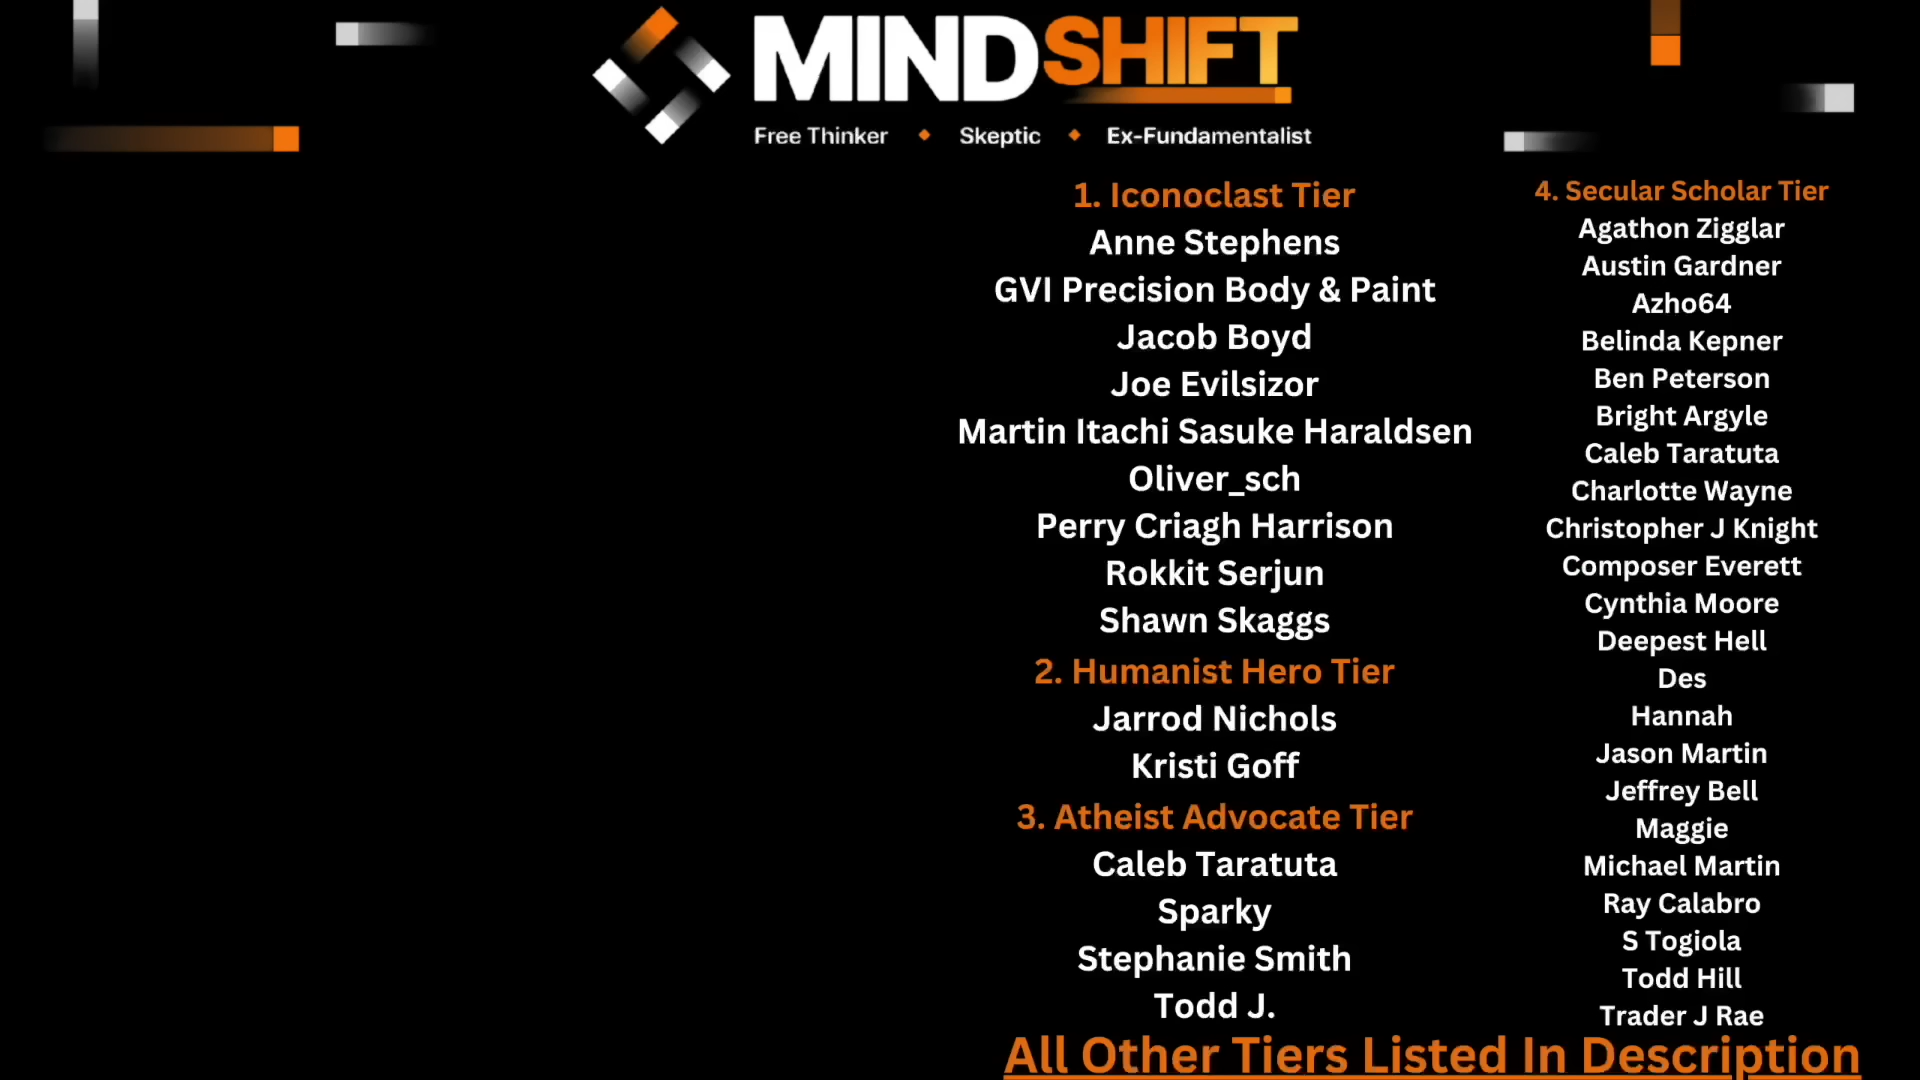 MINDSHIFT
Free Thinker ◆ Skeptic ◆ Ex-Fundamentalist
1. Iconoclast Tier
Anne Stephens
GVI Precision Body & Paint
Jacob Boyd
Joe Evilsizor
Martin Itachi Sasuke Haraldsen
Oliver_sch
Perry Criagh Harrison
Rokkit Serjun
Shawn Skaggs
2. Humanist Hero Tier
Jarrod Nichols
Kristi Goff
3. Atheist Advocate Tier
Caleb Taratuta
Sparky
Stephanie Smith
Todd J.
4. Secular Scholar Tier
Agathon Zigglar
Austin Gardner
Azho64
Belinda Kepner
Ben Peterson
Bright Argyle
Caleb Taratuta
Charlotte Wayne
Christopher J Knight
Composer Everett
Cynthia Moore
Deepest Hell
Des
Hannah
Jason Martin
Jeffrey Bell
Maggie
Michael Martin
Ray Calabro
S Togiola
Todd Hill
Trader J Rae
All Other Tiers Listed In Description